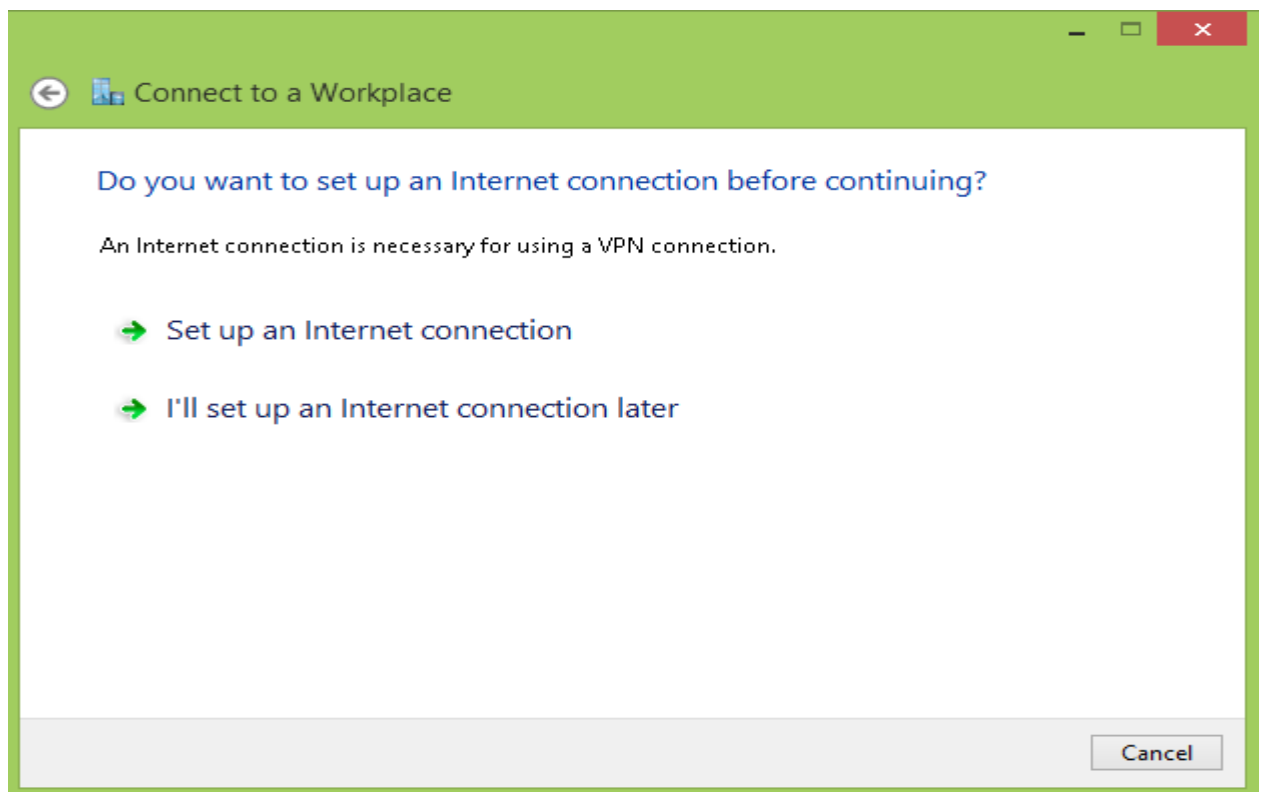 Connect to a Workplace
Do you want to set up an Internet connection before continuing?
An Internet connection is necessary for using a VPN connection.
Set up an Internet connection
I'll set up an Internet connection later
Cancel